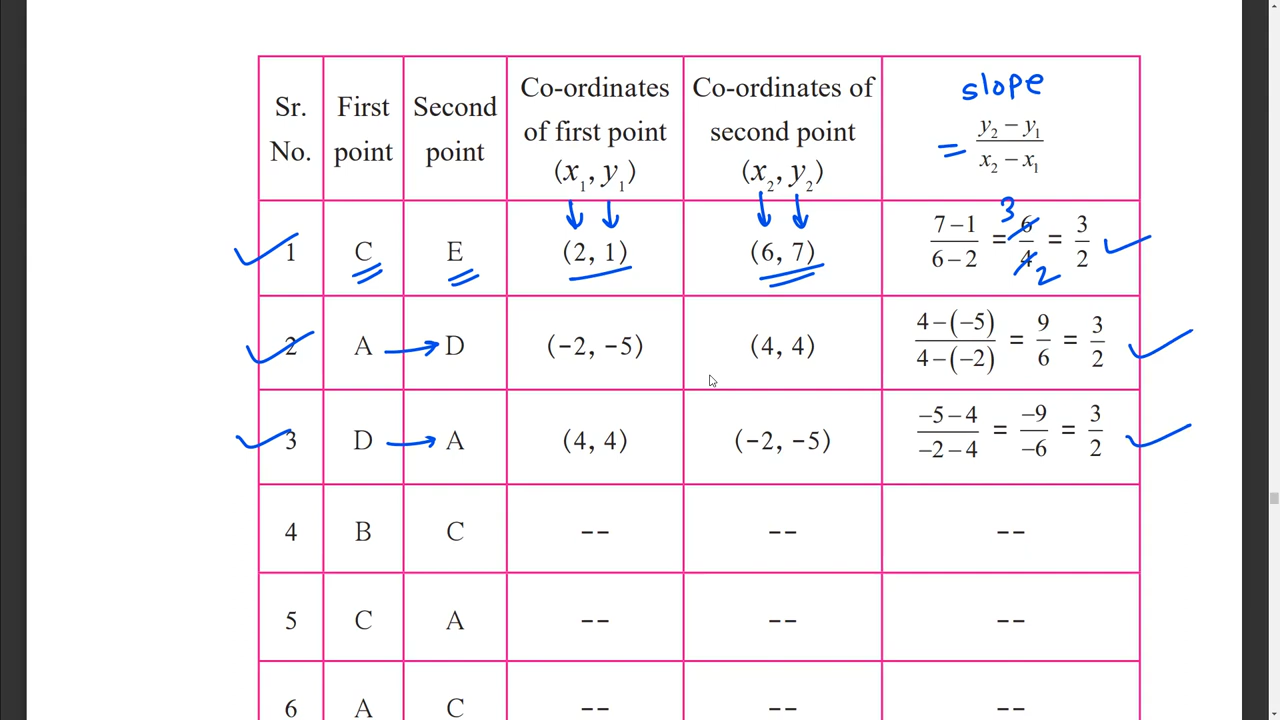 Sr. No. First point Second point Co-ordinates of first point (x₁, y₁) Co-ordinates of second point (x₂, y₂) slope = (y₂ − y₁)/(x₂ − x₁)
1 C E (2, 1) (6, 7) (7−1)/(6−2) = 6/4 3 2 = 3/2
2 A → D (−2, −5) (4, 4) (4−(−5))/(4−(−2)) = 9/6 = 3/2
3 D → A (4, 4) (−2, −5) (−5−4)/(−2−4) = −9/−6 = 3/2
4 B C -- -- --
5 C A -- -- --
6 A C -- -- --